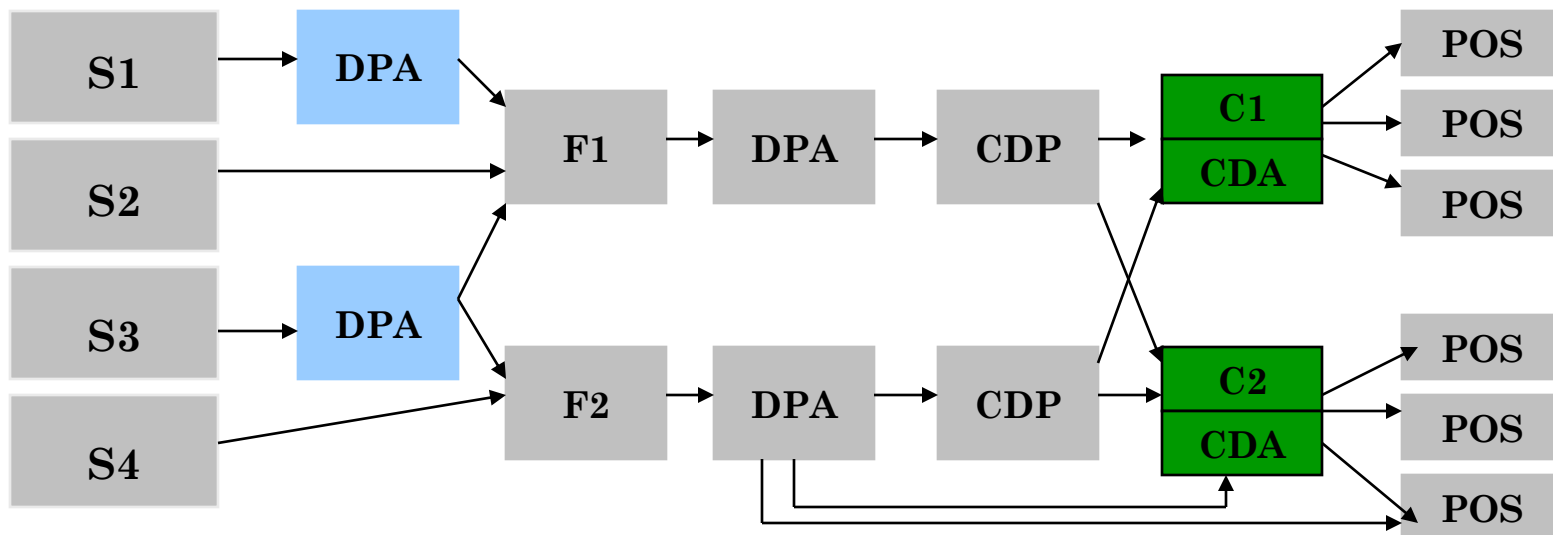 S1
DPA
S2
S3
DPA
S4
F1
DPA
CDP
F2
DPA
CDP
C1
CDA
C2
CDA
POS
POS
POS
POS
POS
POS